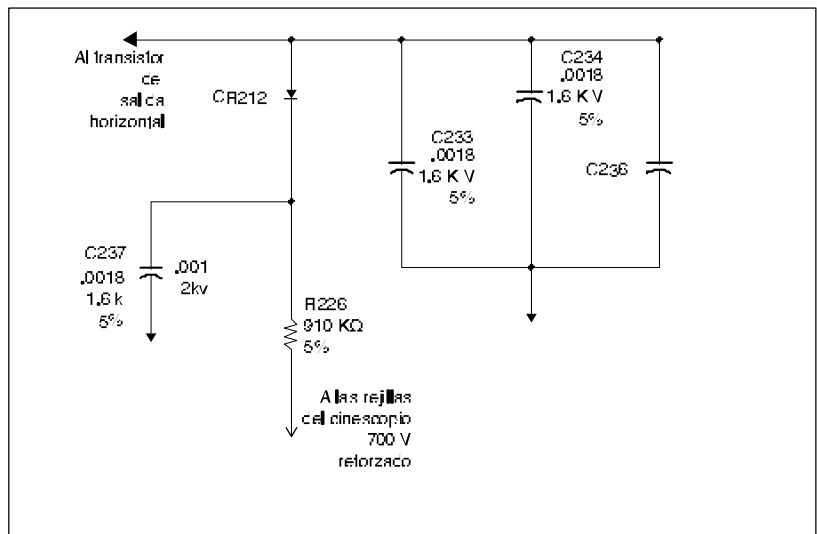 Al transistor
de
salida
horizontal
CR212
C234
.0018
1.6 K V
5%
C233
.0018
1.6 K V
5%
C236
C237
.0018
1.6 k
5%
.001
2kv
R226
910 KΩ
5%
A las rejillas
del cinescopio
700 V
reforzado